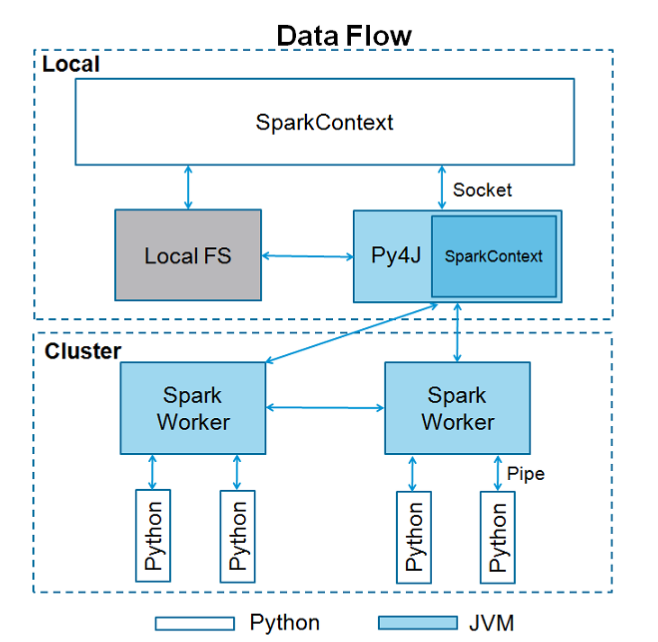 Data Flow
Local
SparkContext
Socket
Local FS
Py4J
SparkContext
Cluster
Spark
Worker
Spark
Worker
Pipe
Python
Python
Python
Python
Python
JVM